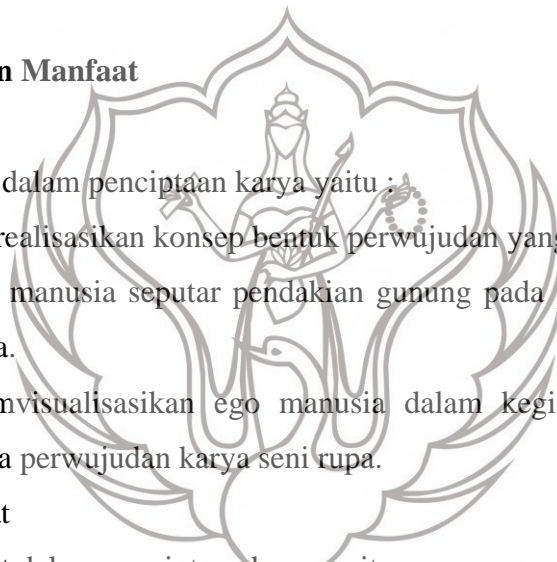 n Manfaat
dalam penciptaan karya yaitu :
realisasikan konsep bentuk perwujudan yang
manusia seputar pendakian gunung pada
a.
nvisualisasikan ego manusia dalam kegi
a perwujudan karya seni rupa.
t